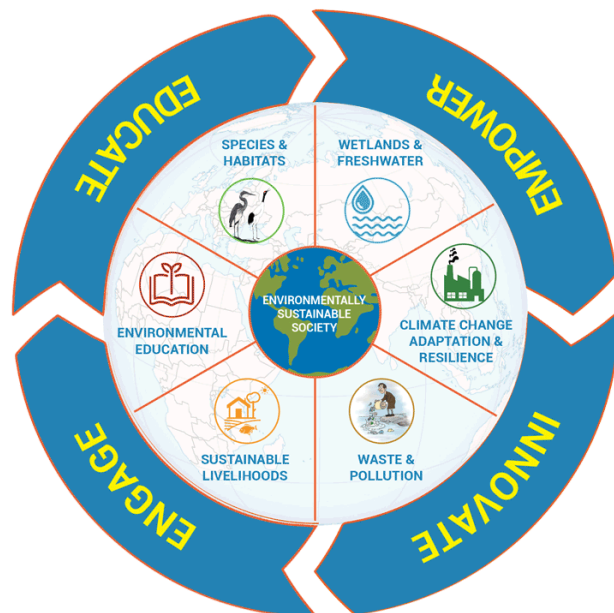 EDUCATE
EMPOWER
SPECIES &
HABITATS
WETLANDS &
FRESHWATER
ENVIRONMENTAL
EDUCATION
ENVIRONMENTALLY
SUSTAINABLE
SOCIETY
CLIMATE CHANGE
ADAPTATION &
RESILIENCE
SUSTAINABLE
LIVELIHOODS
WASTE &
POLLUTION
ENGAGE
INNOVATE